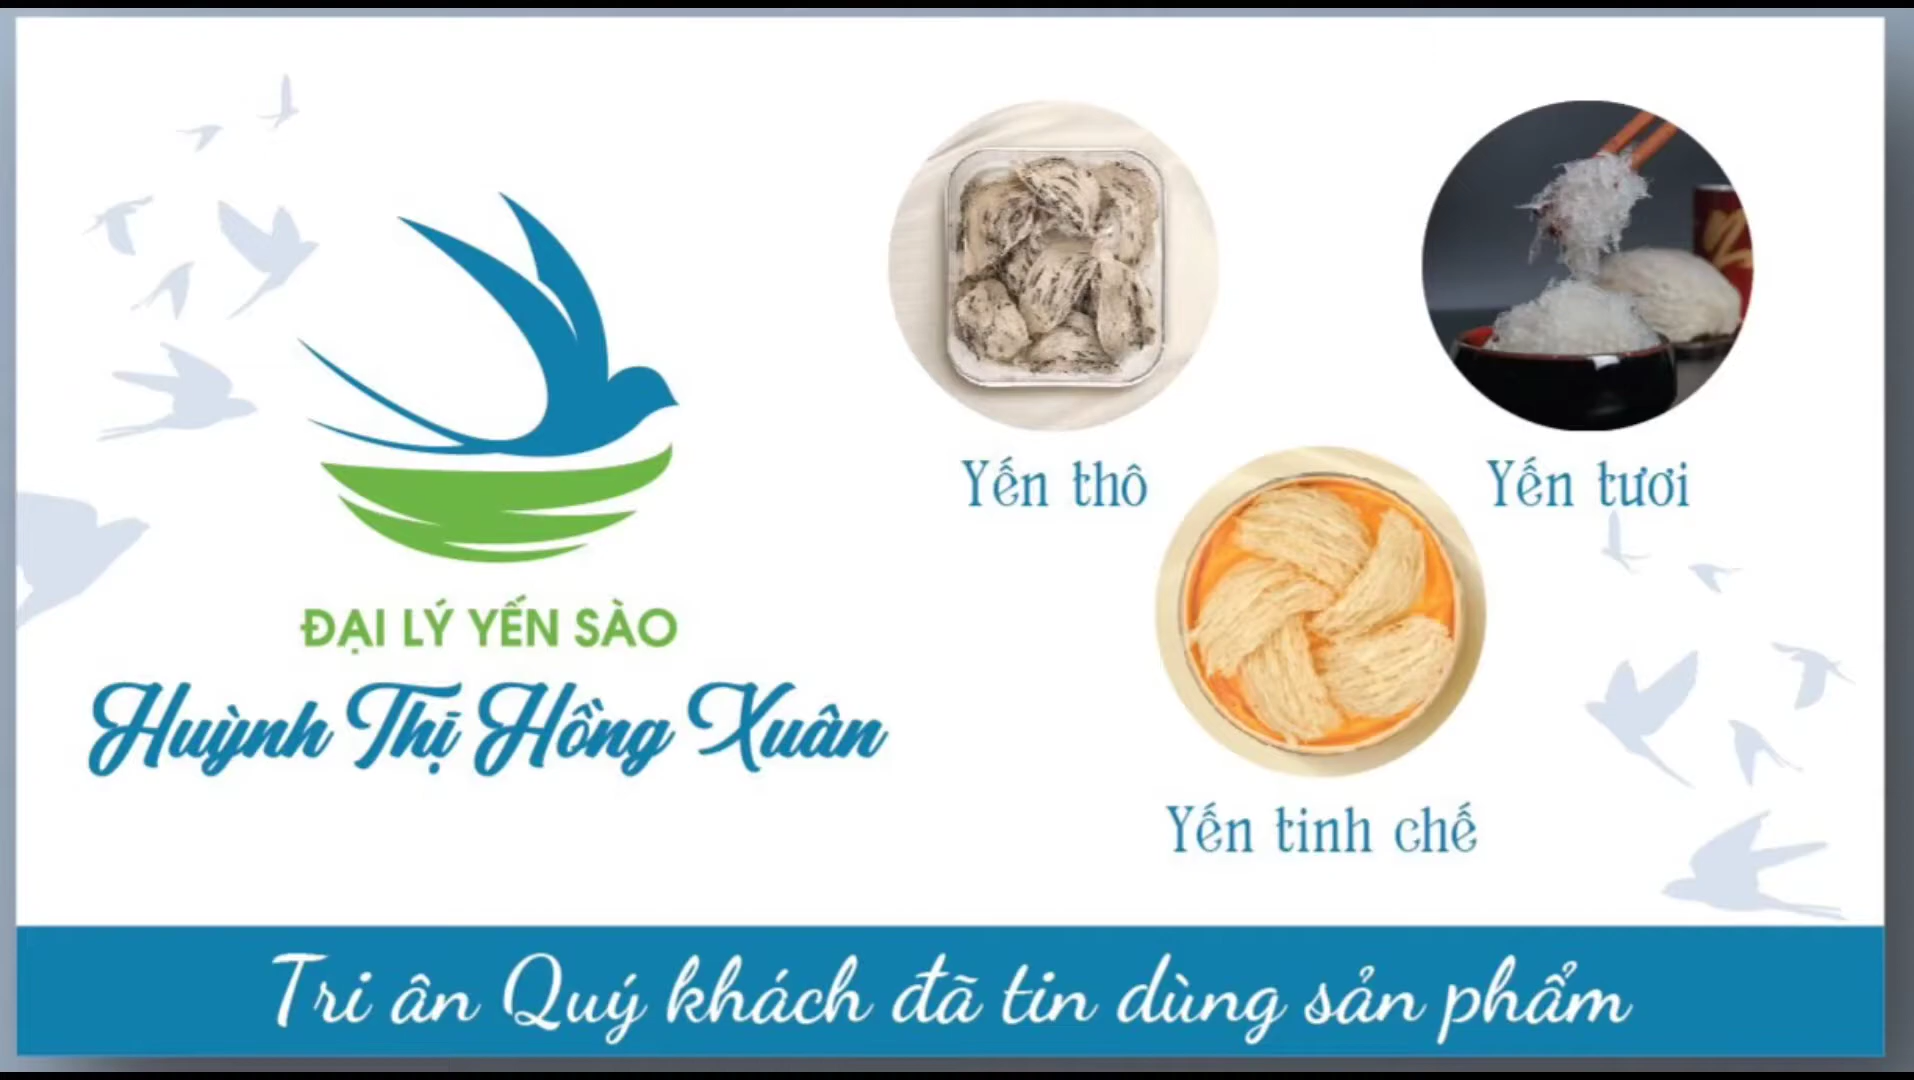 ĐẠI LÝ YẾN SÀO
Huỳnh Thị Hồng Xuân
Yến thô
Yến tươi
Yến tinh chế
Tri ân Quý khách đã tin dùng sản phẩm